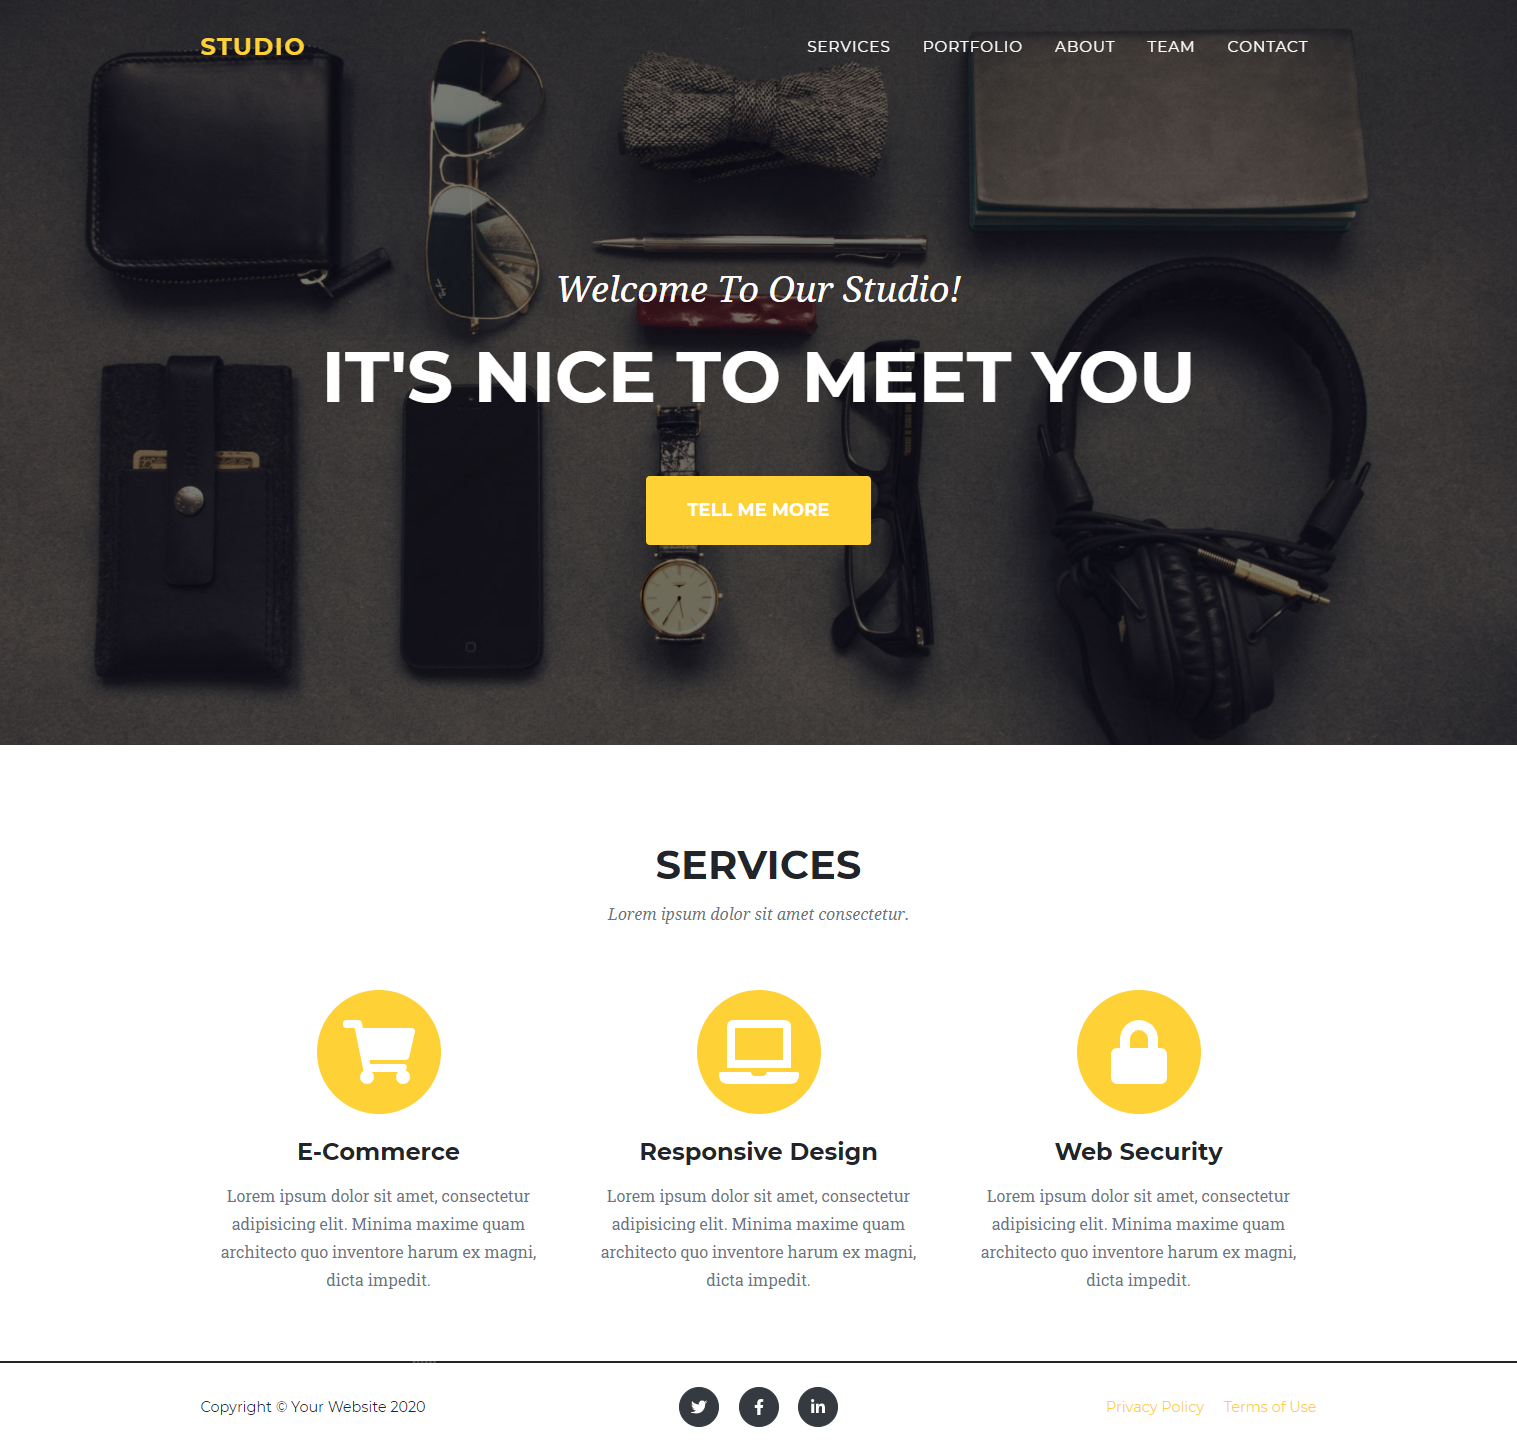 STUDIO
SERVICES PORTFOLIO ABOUT TEAM CONTACT
Welcome To Our Studio!
IT'S NICE TO MEET YOU
TELL ME MORE
SERVICES
Lorem ipsum dolor sit amet consectetur.
E-Commerce
Lorem ipsum dolor sit amet, consectetur
adipisicing elit. Minima maxime quam
architecto quo inventore harum ex magni,
dicta impedit.
Responsive Design
Lorem ipsum dolor sit amet, consectetur
adipisicing elit. Minima maxime quam
architecto quo inventore harum ex magni,
dicta impedit.
Web Security
Lorem ipsum dolor sit amet, consectetur
adipisicing elit. Minima maxime quam
architecto quo inventore harum ex magni,
dicta impedit.
Copyright © Your Website 2020
Privacy Policy Terms of Use